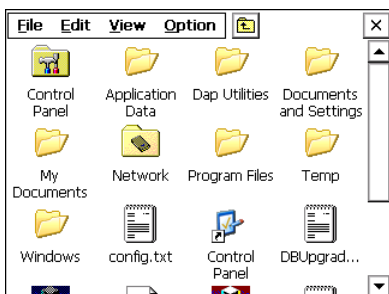 File Edit View Option
Control Panel
Application Data
Dap Utilities
Documents and Settings
My Documents
Network
Program Files
Temp
Windows
config.txt
Control Panel
DBUpgrad...